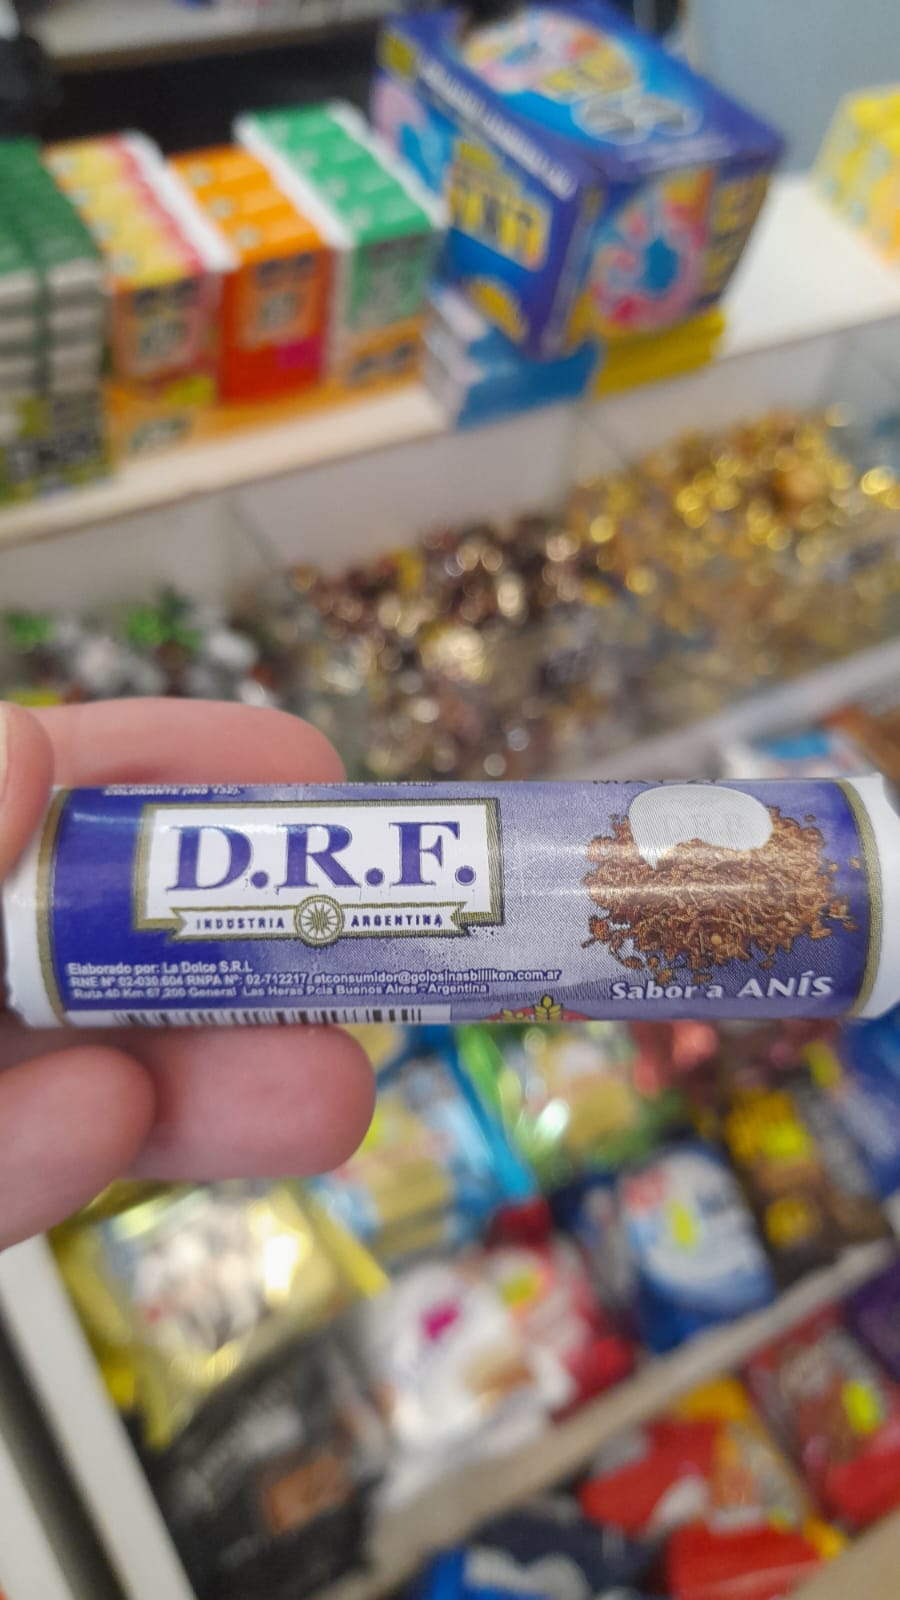 COLORANTE (INS 132).
D.R.F.
INDUSTRIA ARGENTINA
Elaborado por: La Dolce S.R.L
RNE Nº 02-030.604 RNPA Nº: 02-712217/ atconsumidor@golosinasbilliken.com.ar
Ruta 40 Km 67,200 General Las Heras Pcia Buenos Aires - Argentina
Sabor a ANÍS